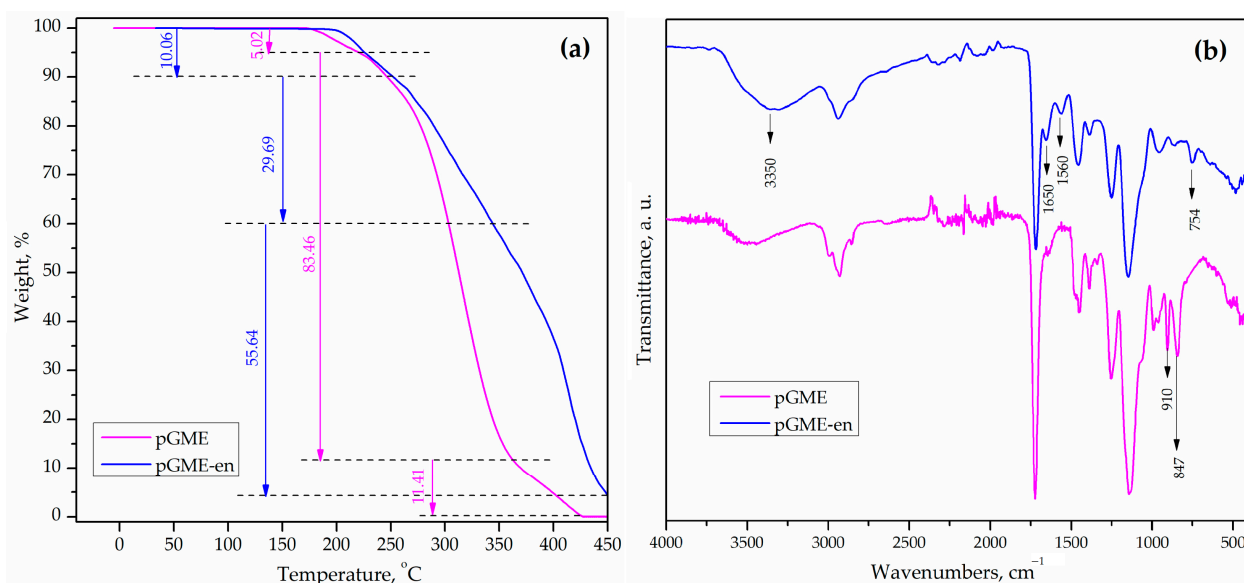 (a)
100
90
80
70
60
50
40
30
20
10
0
Weight, %
10.06
5.02
29.69
83.46
55.64
11.41
pGME
pGME-en
0 50 100 150 200 250 300 350 400 450
Temperature, °C
(b)
Transmittance, a. u.
3350
1650
1560
754
910
847
pGME
pGME-en
4000 3500 3000 2500 2000 1500 1000 500
Wavenumbers, cm⁻¹